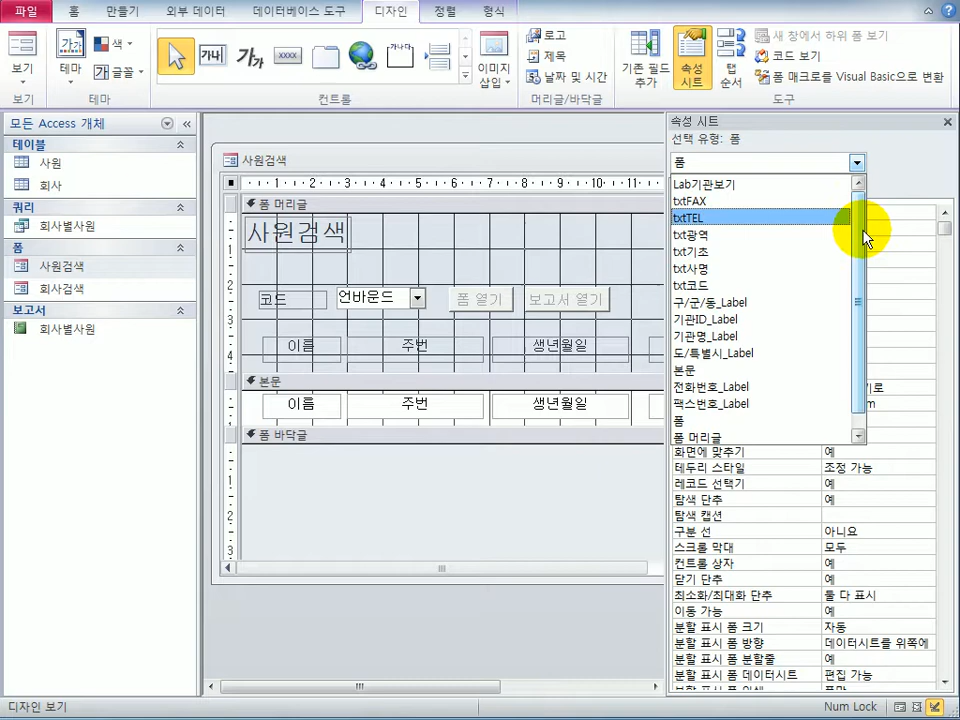 파일 홈 만들기 외부 데이터 데이터베이스 도구 디자인 정렬 형식
보기
보기
가가
테마
색
가 글꼴
테마
가나
가가
xxxx
가나다
컨트롤
이미지
삽입
로고
제목
날짜 및 시간
머리글/바닥글
기존 필드
추가
속성
시트
탭
순서
새 창에서 하위 폼 보기
코드 보기
폼 매크로를 Visual Basic으로 변환
도구
모든 Access 개체
테이블
사원
회사
쿼리
회사별사원
폼
사원검색
회사검색
보고서
회사별사원
사원검색
1 2 3 4 5 6 7 8 9 10 11
폼 머리글
사원검색
코드 언바운드 폼 열기 보고서 열기
이름 주번 생년월일
본문
이름 주번 생년월일
폼 바닥글
속성 시트
선택 유형: 폼
폼
Lab기관보기
txtFAX
txtTEL
txt광역
txt기초
txt사명
txt코드
구/군/동_Label
기관ID_Label
기관명_Label
도/특별시_Label
본문
전화번호_Label
팩스번호_Label
폼
폼 머리글
화면에 맞추기 예
테두리 스타일 조정 가능
레코드 선택기 예
탐색 단추 예
탐색 캡션
구분 선 아니요
스크롤 막대 모두
컨트롤 상자 예
닫기 단추 예
최소화/최대화 단추 둘 다 표시
이동 가능 예
분할 표시 폼 크기 자동
분할 표시 폼 방향 데이터시트를 위쪽에
분할 표시 폼 분할줄 예
분할 표시 폼 데이터시트 편집 가능
디자인 보기 Num Lock